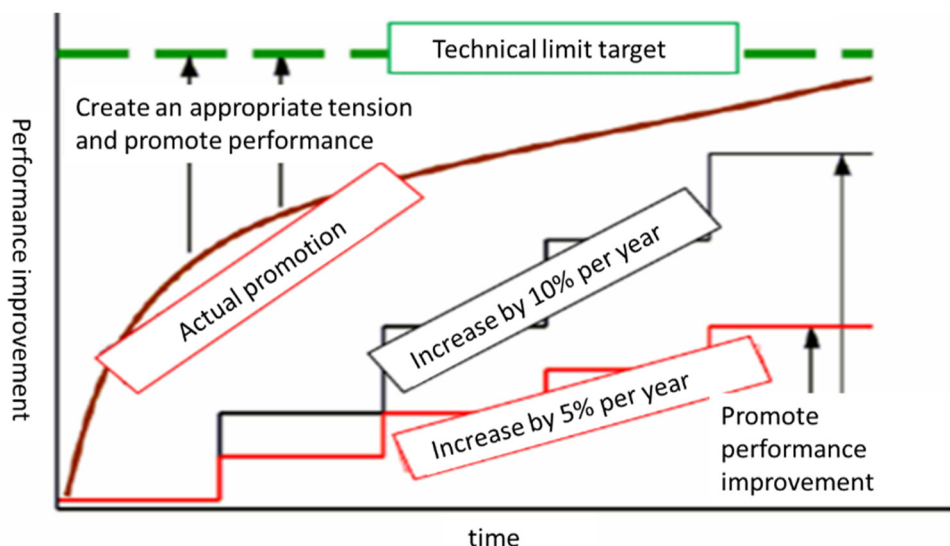 Technical limit target
Create an appropriate tension
and promote performance
Performance improvement
Actual promotion
Increase by 10% per year
Increase by 5% per year
Promote
performance
improvement
time